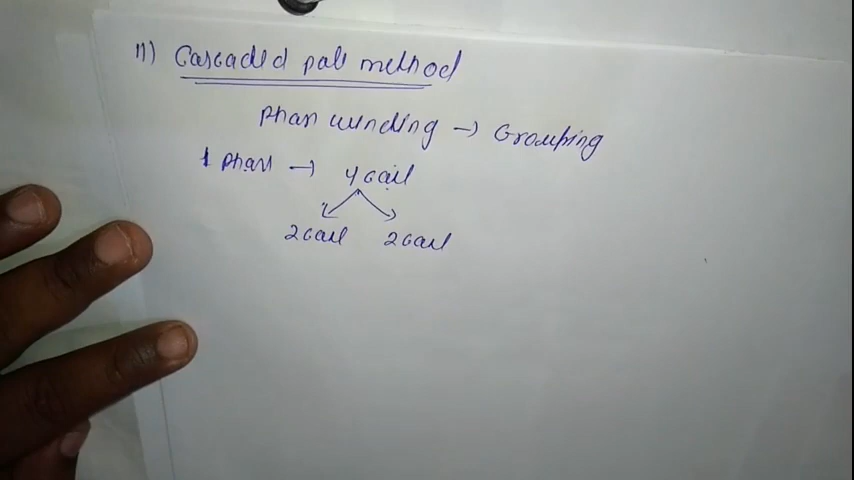 11) Cascaded pole method
phase winding → Grouping
1 phase → 4 coil
2 coil 2 coil